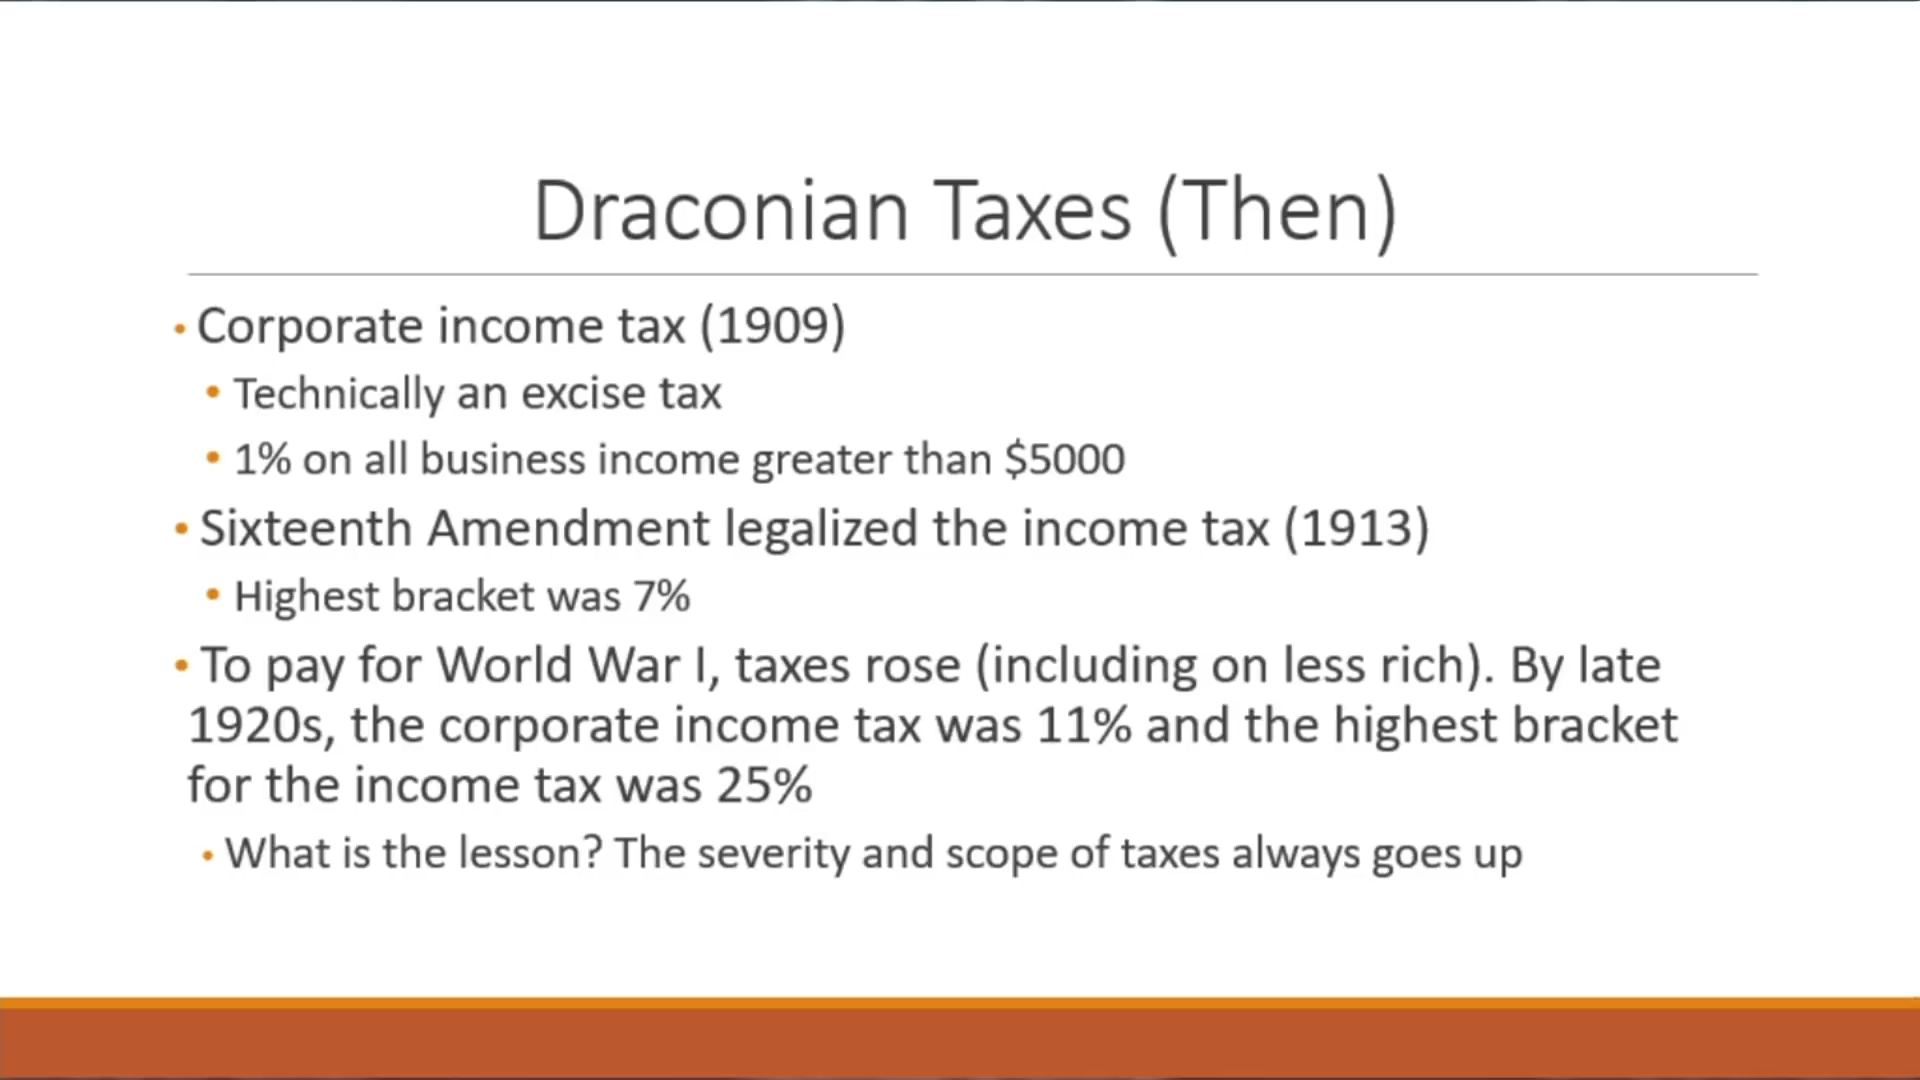 Draconian Taxes (Then)
• Corporate income tax (1909)
• Technically an excise tax
• 1% on all business income greater than $5000
• Sixteenth Amendment legalized the income tax (1913)
• Highest bracket was 7%
• To pay for World War I, taxes rose (including on less rich). By late
1920s, the corporate income tax was 11% and the highest bracket
for the income tax was 25%
• What is the lesson? The severity and scope of taxes always goes up